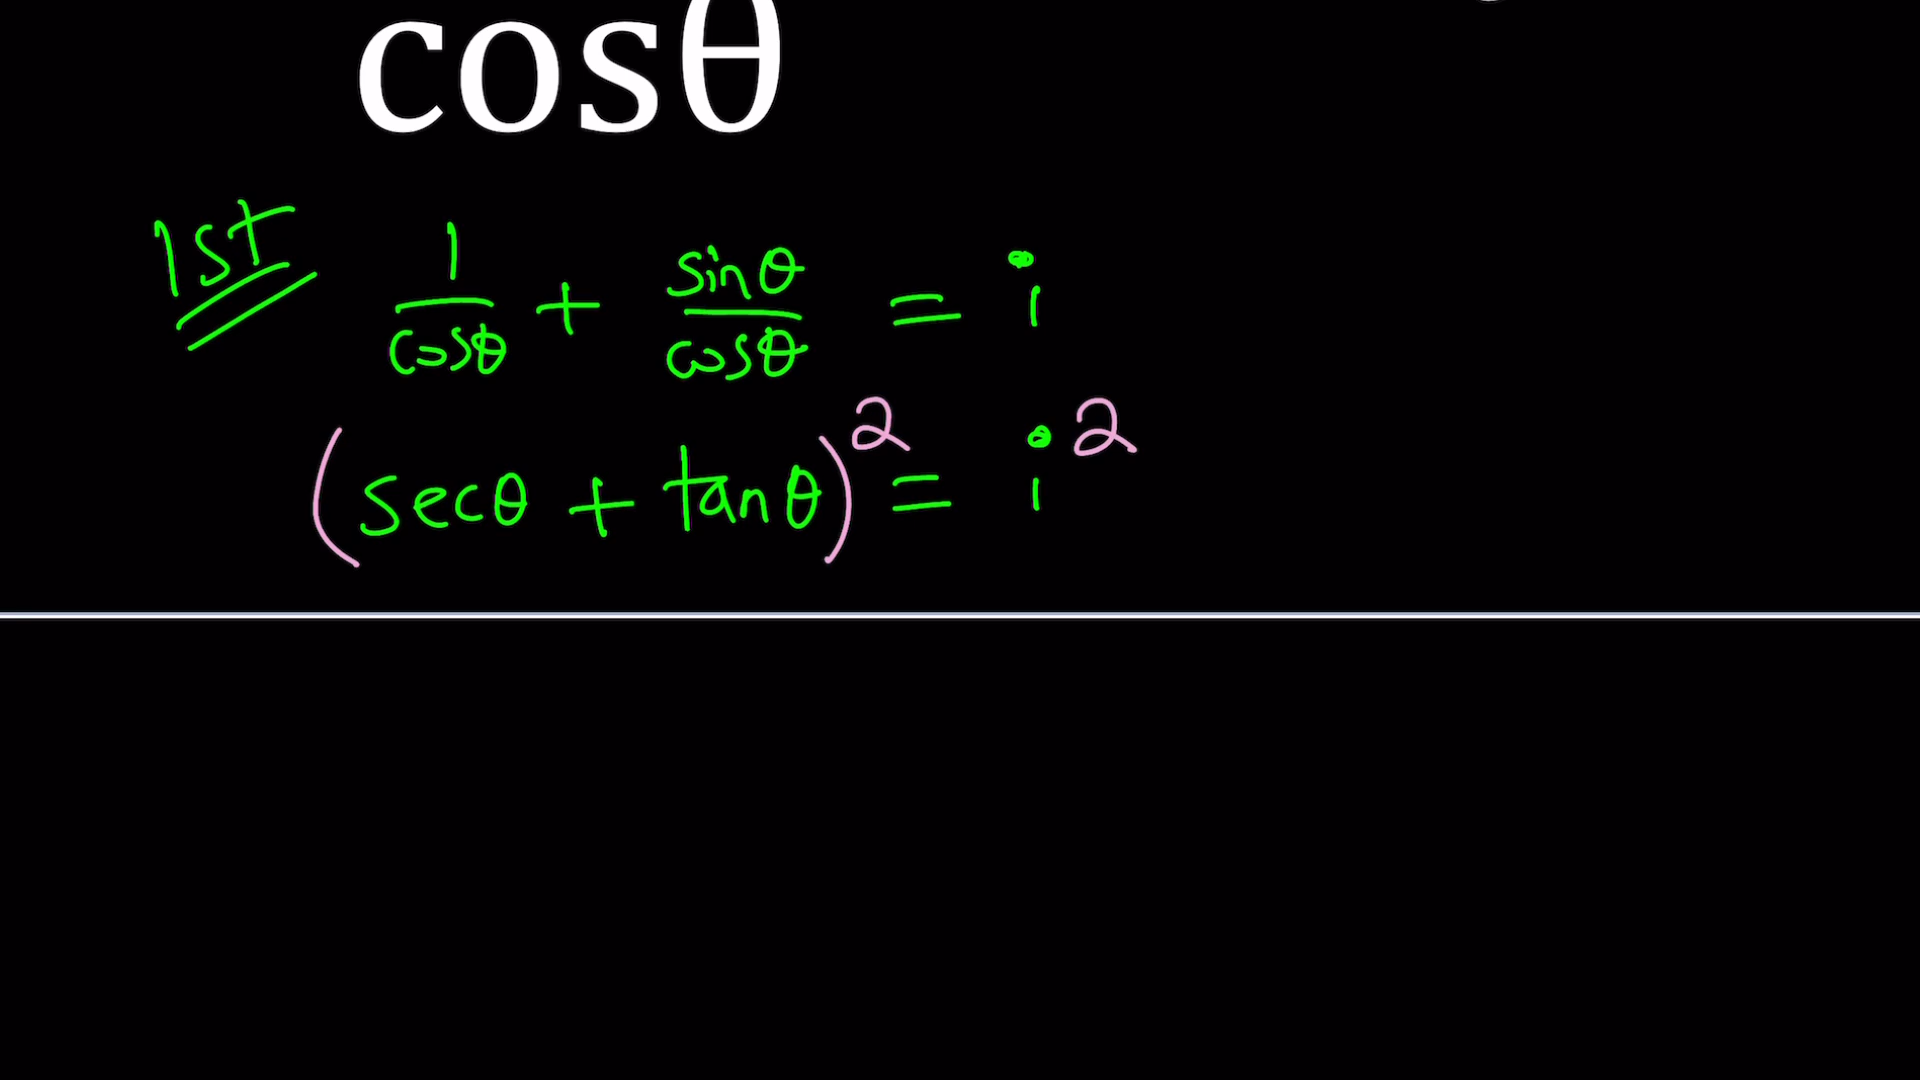 cosθ
1st 1/cosθ + sinθ/cosθ = i
(secθ + tanθ)² = i²